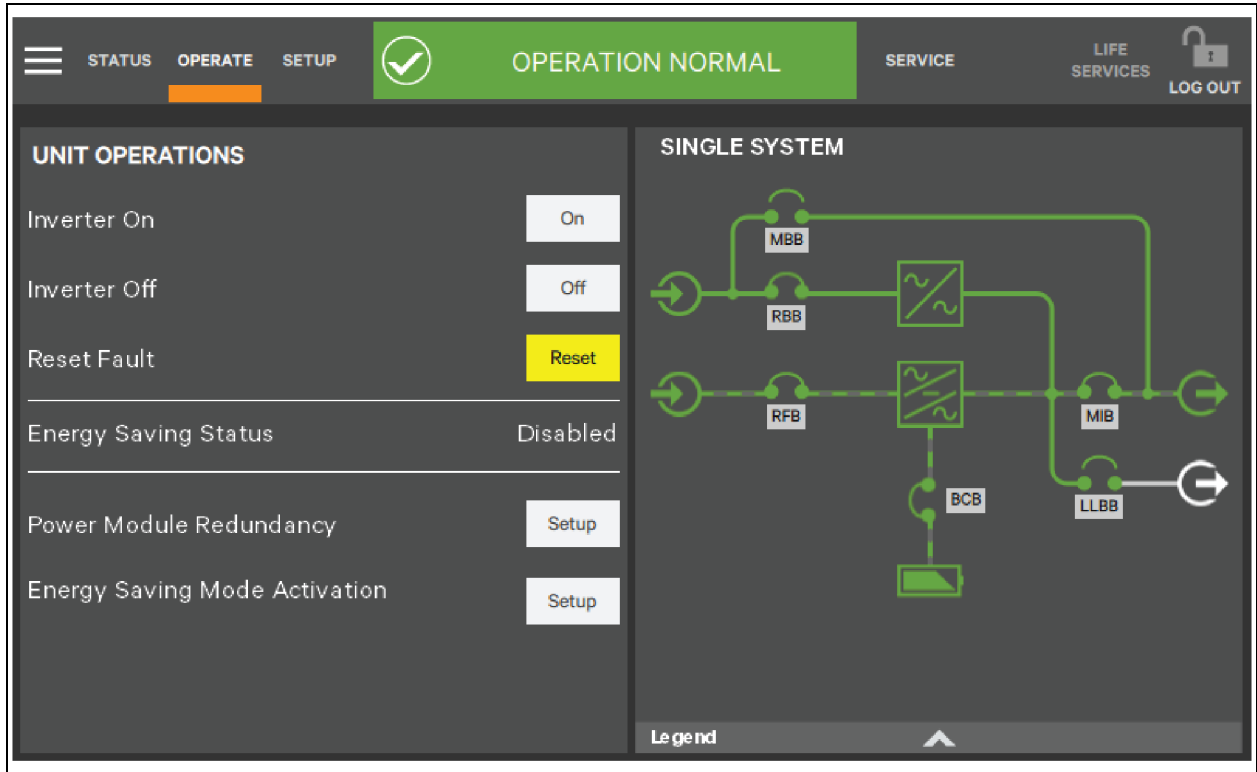 STATUS OPERATE SETUP OPERATION NORMAL SERVICE LIFE
SERVICES
LOG OUT
UNIT OPERATIONS
Inverter On On
Inverter Off Off
Reset Fault Reset
Energy Saving Status Disabled
Power Module Redundancy Setup
Energy Saving Mode Activation Setup
SINGLE SYSTEM
MBB
RBB
RFB MIB
BCB LLBB
Legend